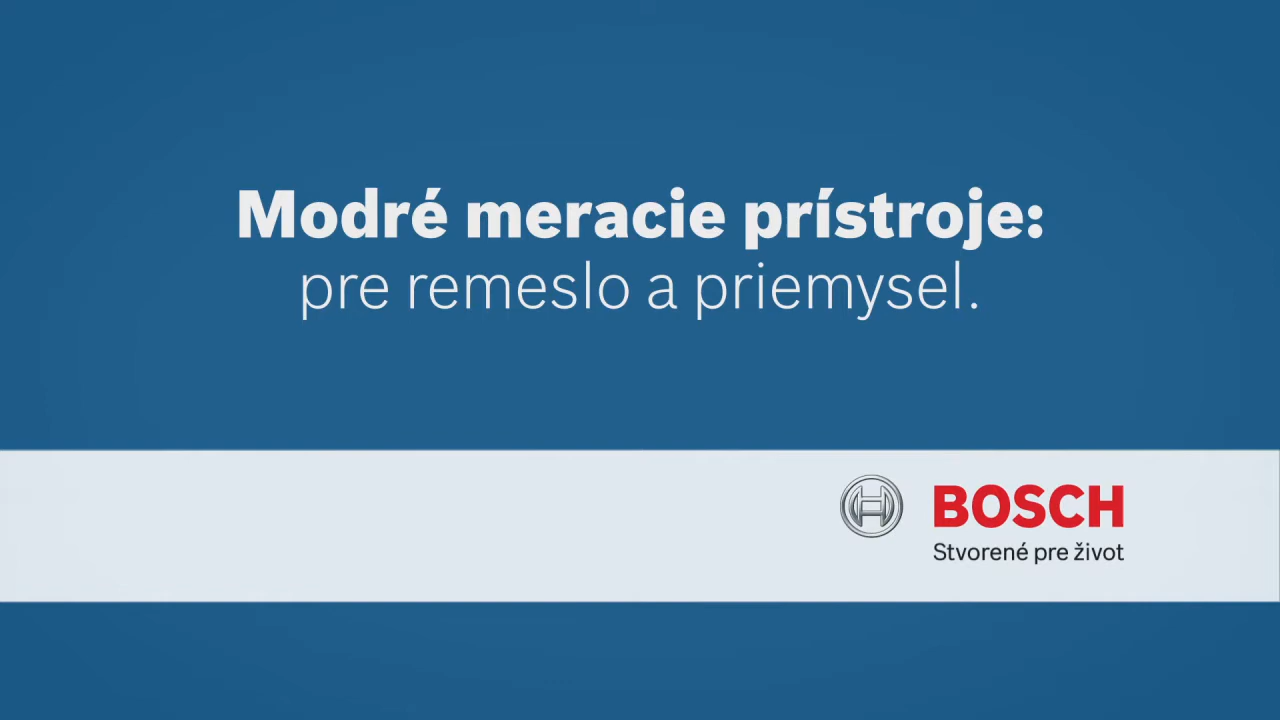 Modré meracie prístroje:
pre remeslo a priemysel.
BOSCH
Stvorené pre život